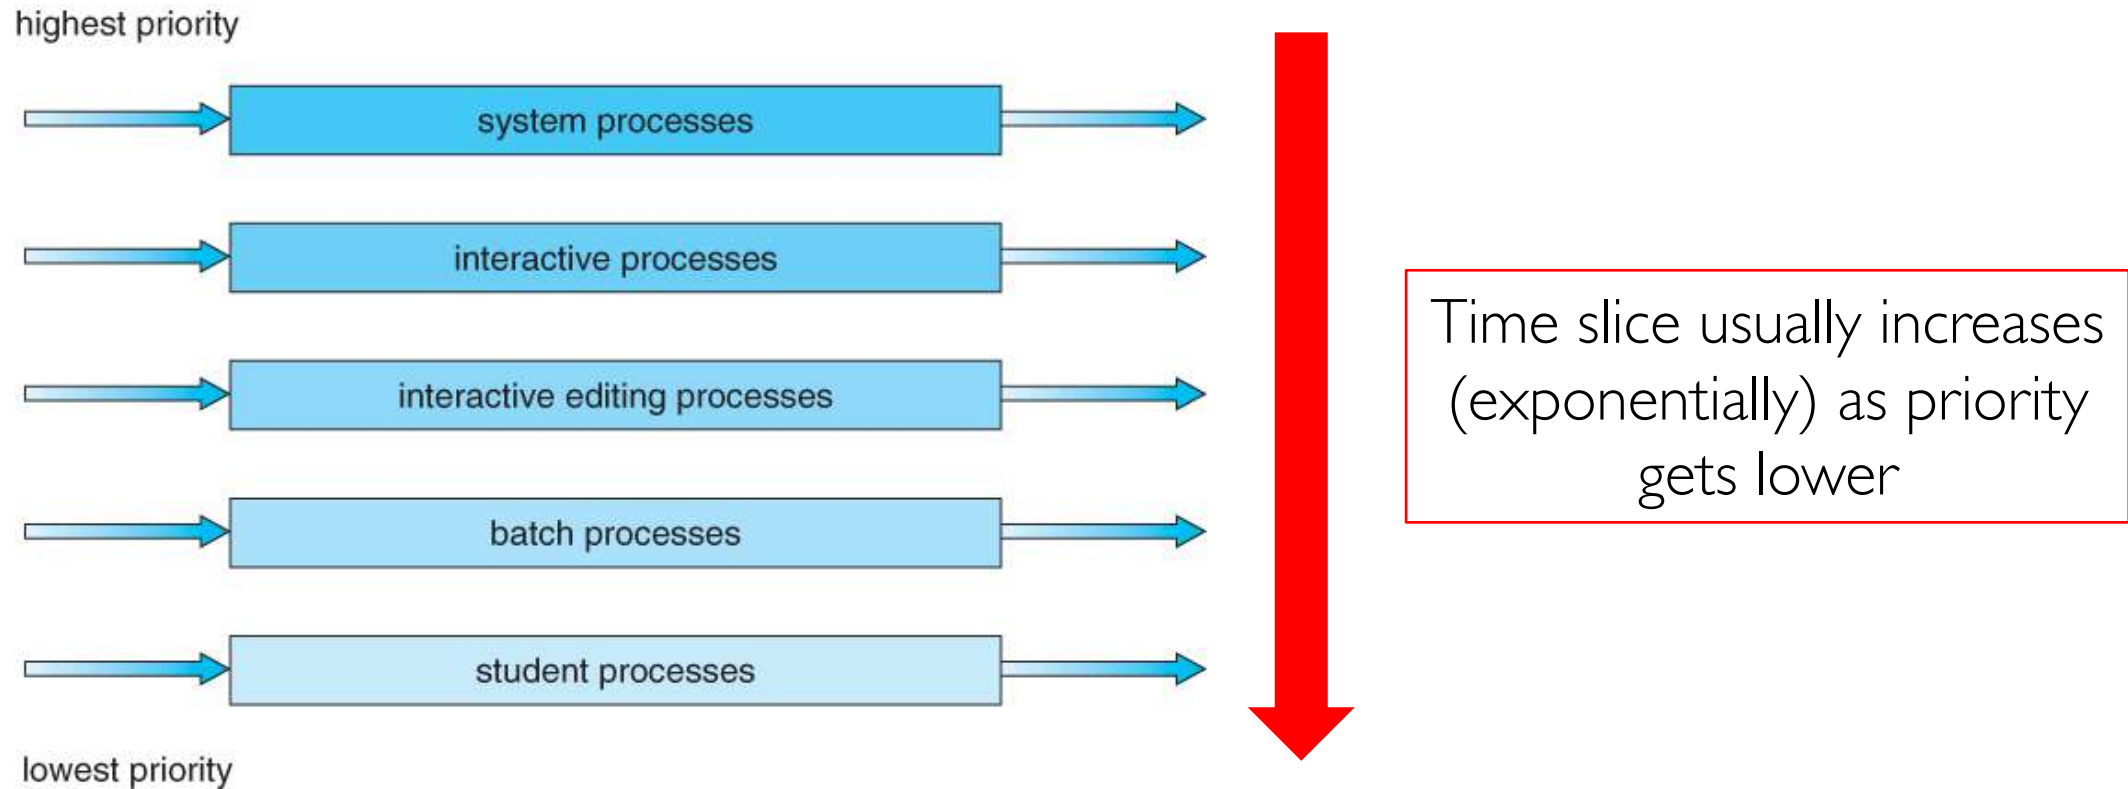 highest priority
system processes
interactive processes
interactive editing processes
batch processes
student processes
lowest priority
Time slice usually increases
(exponentially) as priority
gets lower